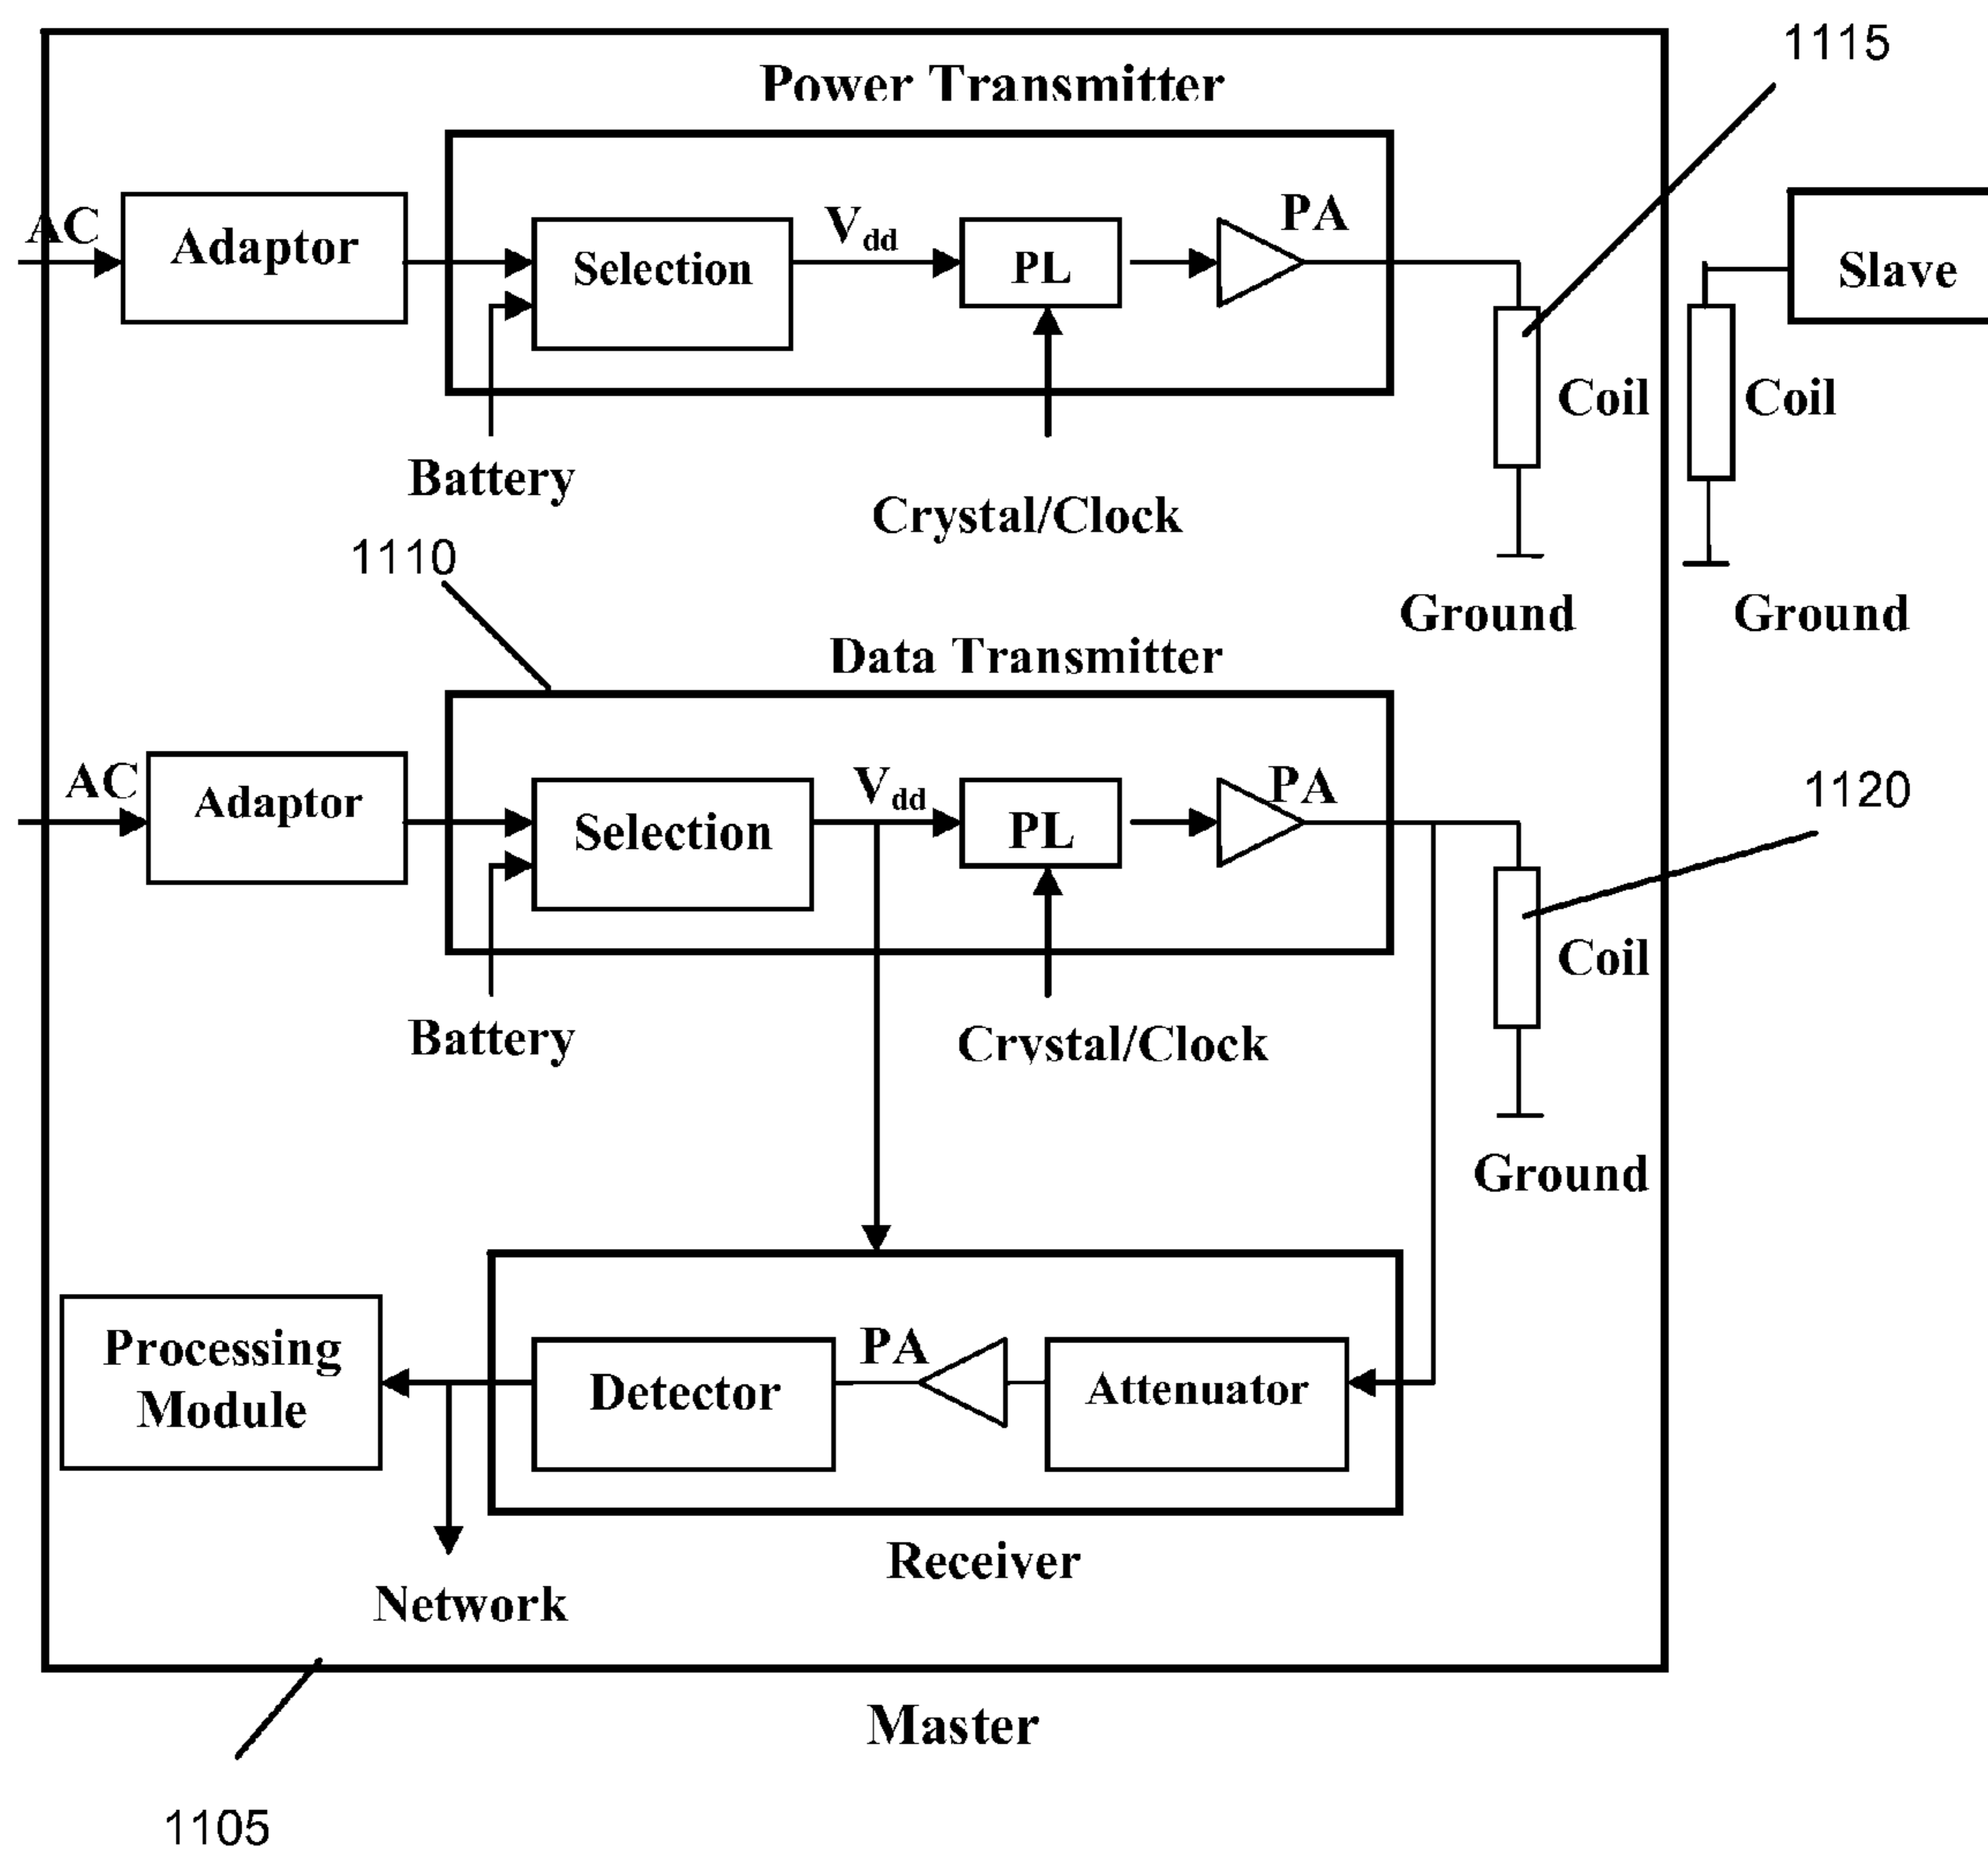 1115
Power Transmitter
AC
Adaptor
Selection
Vdd
PL
PA
Slave
Coil
Coil
Battery
Crystal/Clock
Ground
Ground
1110
Data Transmitter
AC
Adaptor
Selection
Vdd
PL
PA
1120
Coil
Battery
Crystal/Clock
Ground
Processing
Module
Detector
PA
Attenuator
Receiver
Network
Master
1105